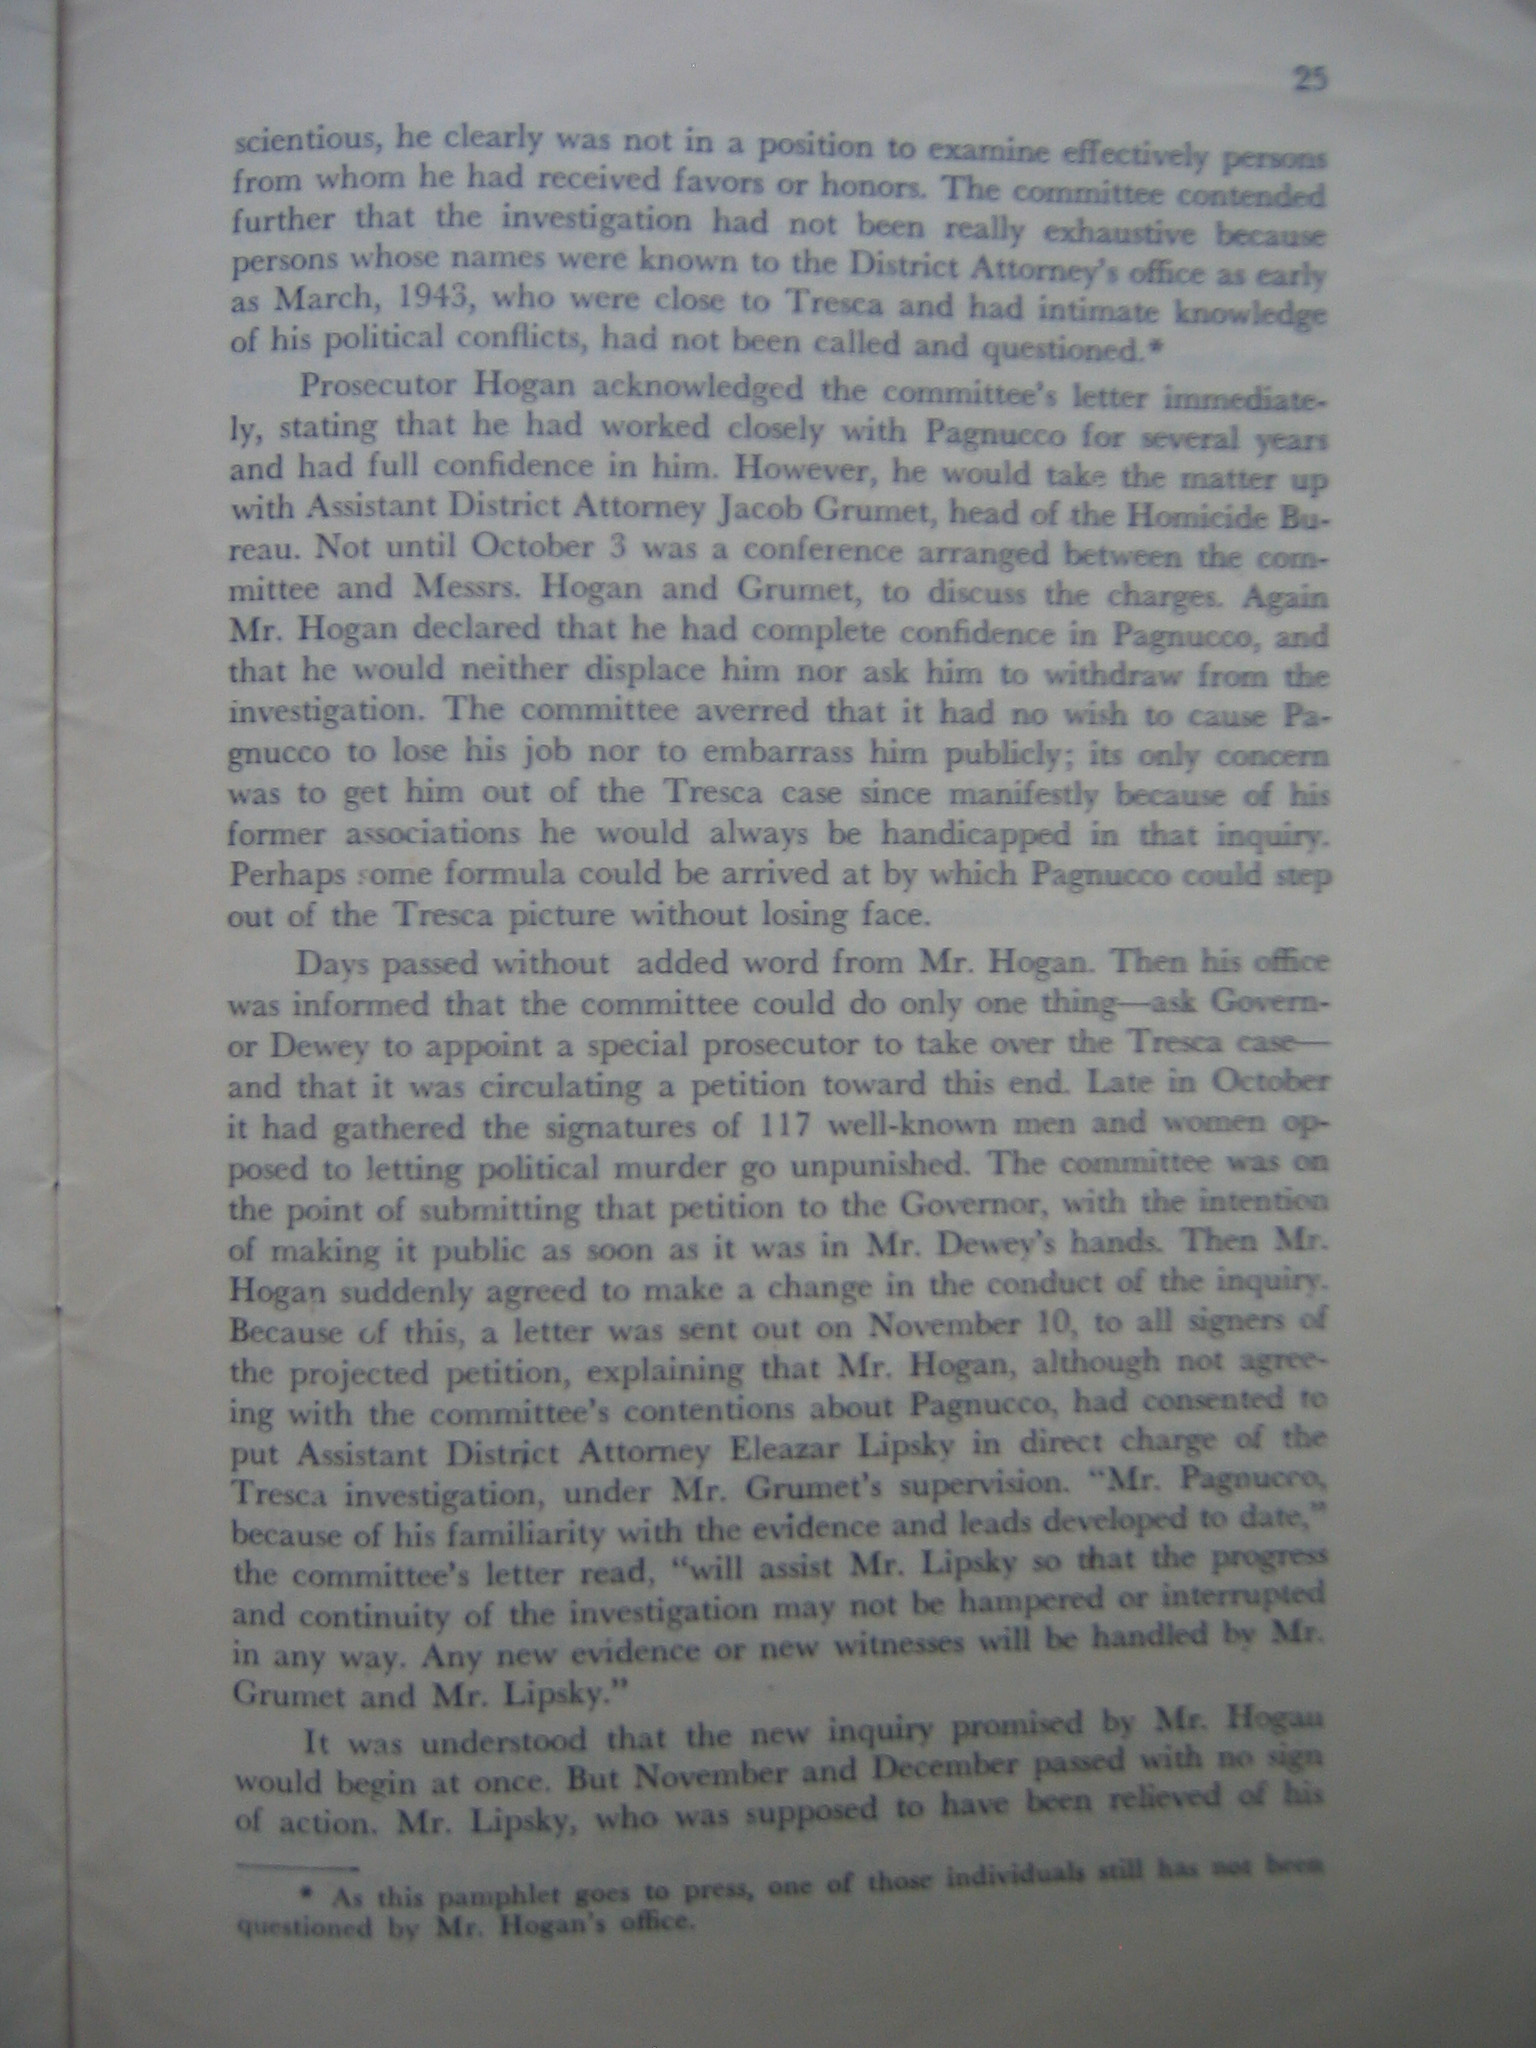 25
scientious, he clearly was not in a position to examine effectively persons
from whom he had received favors or honors. The committee contended
further that the investigation had not been really exhaustive because
persons whose names were known to the District Attorney's office as early
as March, 1943, who were close to Tresca and had intimate knowledge
of his political conflicts, had not been called and questioned.*
Prosecutor Hogan acknowledged the committee's letter immediate-
ly, stating that he had worked closely with Pagnucco for several years
and had full confidence in him. However, he would take the matter up
with Assistant District Attorney Jacob Grumet, head of the Homicide Bu-
reau. Not until October 3 was a conference arranged between the com-
mittee and Messrs. Hogan and Grumet, to discuss the charges. Again
Mr. Hogan declared that he had complete confidence in Pagnucco, and
that he would neither displace him nor ask him to withdraw from the
investigation. The committee averred that it had no wish to cause Pa-
gnucco to lose his job nor to embarrass him publicly; its only concern
was to get him out of the Tresca case since manifestly because of his
former associations he would always be handicapped in that inquiry.
Perhaps some formula could be arrived at by which Pagnucco could step
out of the Tresca picture without losing face.
Days passed without added word from Mr. Hogan. Then his office
was informed that the committee could do only one thing—ask Govern-
or Dewey to appoint a special prosecutor to take over the Tresca case—
and that it was circulating a petition toward this end. Late in October
it had gathered the signatures of 117 well-known men and women op-
posed to letting political murder go unpunished. The committee was on
the point of submitting that petition to the Governor, with the intention
of making it public as soon as it was in Mr. Dewey's hands. Then Mr.
Hogan suddenly agreed to make a change in the conduct of the inquiry.
Because of this, a letter was sent out on November 10, to all signers of
the projected petition, explaining that Mr. Hogan, although not agree-
ing with the committee's contentions about Pagnucco, had consented to
put Assistant District Attorney Eleazar Lipsky in direct charge of the
Tresca investigation, under Mr. Grumet's supervision. “Mr. Pagnucco,
because of his familiarity with the evidence and leads developed to date,”
the committee's letter read, “will assist Mr. Lipsky so that the progress
and continuity of the investigation may not be hampered or interrupted
in any way. Any new evidence or new witnesses will be handled by Mr.
Grumet and Mr. Lipsky.”
It was understood that the new inquiry promised by Mr. Hogan
would begin at once. But November and December passed with no sign
of action. Mr. Lipsky, who was supposed to have been relieved of his
* As this pamphlet goes to press, one of those individuals still has not been
questioned by Mr. Hogan's office.